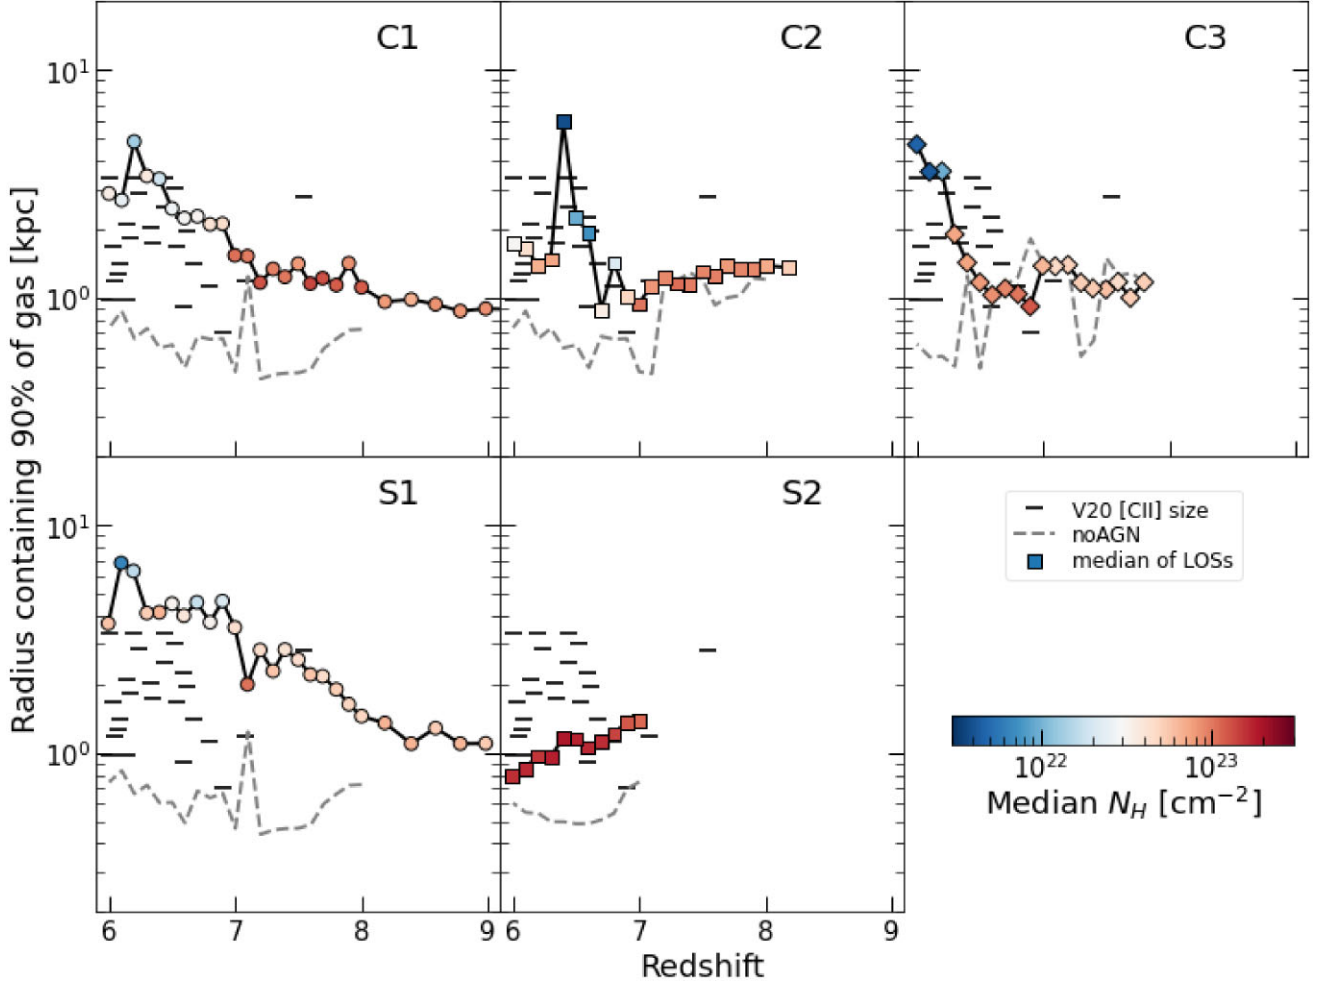 C1
C2
C3
10¹
10⁰
Radius containing 90% of gas [kpc]
S1
S2
V20 [CII] size
noAGN
median of LOSs
10¹
10⁰
10²²
10²³
Median N_H [cm⁻²]
6
7
8
9
6
7
8
9
Redshift